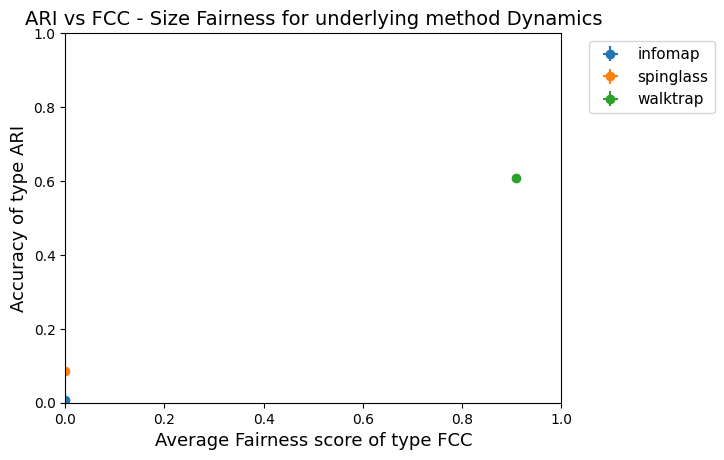 ARI vs FCC - Size Fairness for underlying method Dynamics
infomap
spinglass
walktrap
Accuracy of type ARI
1.0
0.8
0.6
0.4
0.2
0.0
0.0 0.2 0.4 0.6 0.8 1.0
Average Fairness score of type FCC